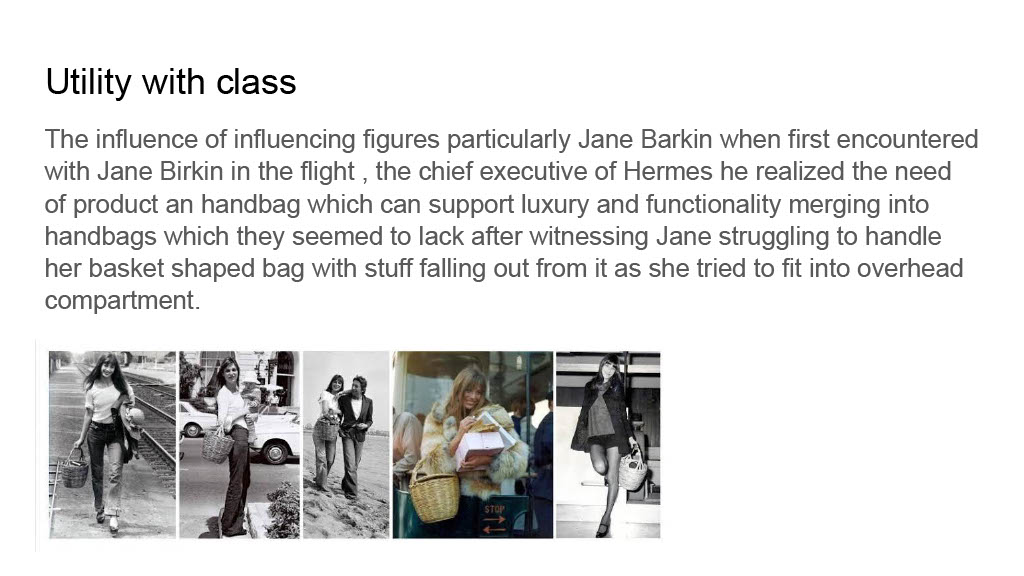 Utility with class
The influence of influencing figures particularly Jane Barkin when first encountered
with Jane Birkin in the flight , the chief executive of Hermes he realized the need
of product an handbag which can support luxury and functionality merging into
handbags which they seemed to lack after witnessing Jane struggling to handle
her basket shaped bag with stuff falling out from it as she tried to fit into overhead
compartment.
STOP